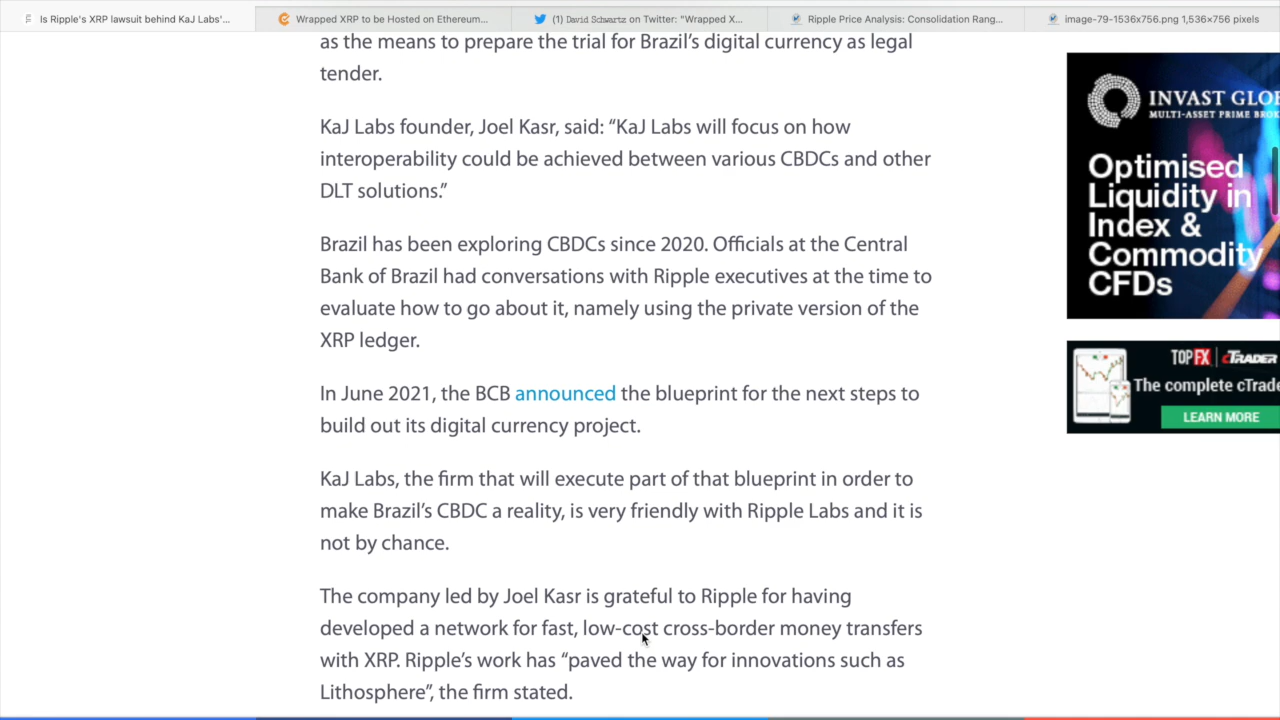 Is Ripple's XRP lawsuit behind KaJ Labs'...
Wrapped XRP to be Hosted on Ethereum...
(1) David Schwartz on Twitter: "Wrapped X...
Ripple Price Analysis: Consolidation Rang...
image-79-1536x756.png 1,536×756 pixels
as the means to prepare the trial for Brazil’s digital currency as legal
tender.
KaJ Labs founder, Joel Kasr, said: “KaJ Labs will focus on how
interoperability could be achieved between various CBDCs and other
DLT solutions.”
Brazil has been exploring CBDCs since 2020. Officials at the Central
Bank of Brazil had conversations with Ripple executives at the time to
evaluate how to go about it, namely using the private version of the
XRP ledger.
In June 2021, the BCB announced the blueprint for the next steps to
build out its digital currency project.
KaJ Labs, the firm that will execute part of that blueprint in order to
make Brazil’s CBDC a reality, is very friendly with Ripple Labs and it is
not by chance.
The company led by Joel Kasr is grateful to Ripple for having
developed a network for fast, low-cost cross-border money transfers
with XRP. Ripple’s work has “paved the way for innovations such as
Lithosphere”, the firm stated.
INVAST GLOB
MULTI-ASSET PRIME BROK
Optimised
Liquidity in
Index &
Commodity
CFDs
TOPFX | cTRADER
The complete cTrade
LEARN MORE